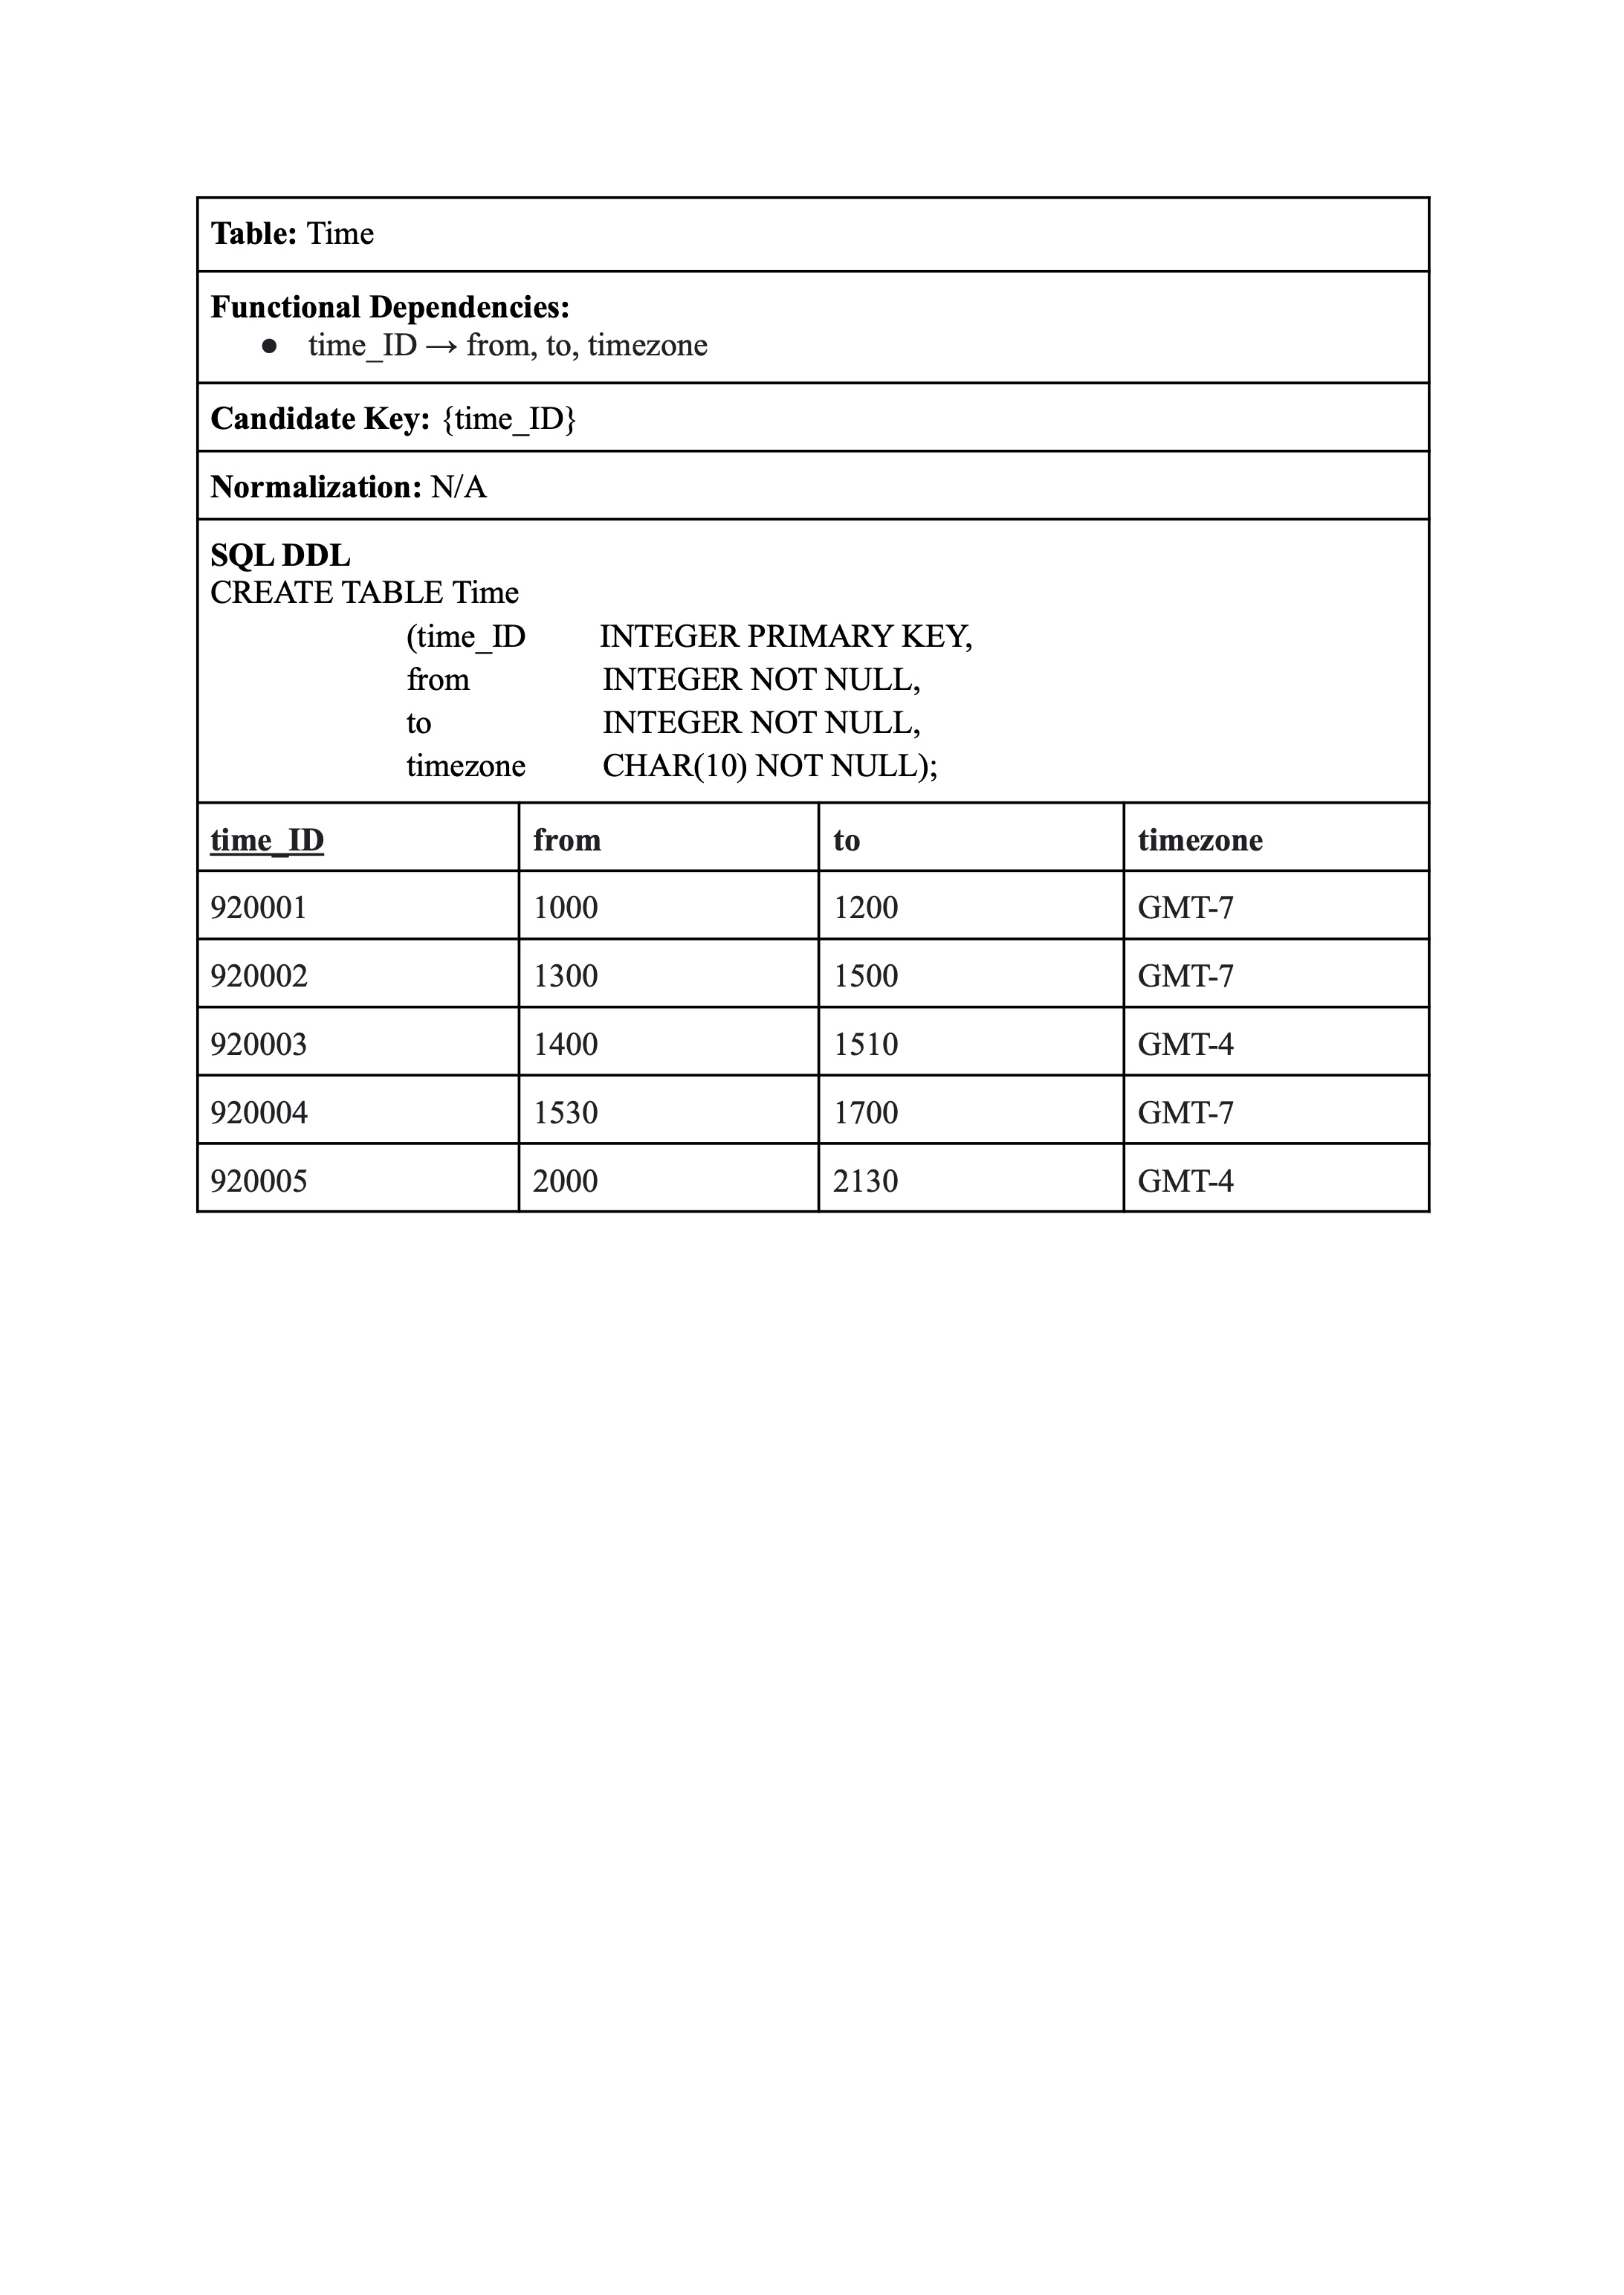 Table: Time
Functional Dependencies:
● time_ID → from, to, timezone
Candidate Key: {time_ID}
Normalization: N/A
SQL DDL
CREATE TABLE Time
(time_ID INTEGER PRIMARY KEY,
from INTEGER NOT NULL,
to INTEGER NOT NULL,
timezone CHAR(10) NOT NULL);
time_ID from to timezone
920001 1000 1200 GMT-7
920002 1300 1500 GMT-7
920003 1400 1510 GMT-4
920004 1530 1700 GMT-7
920005 2000 2130 GMT-4